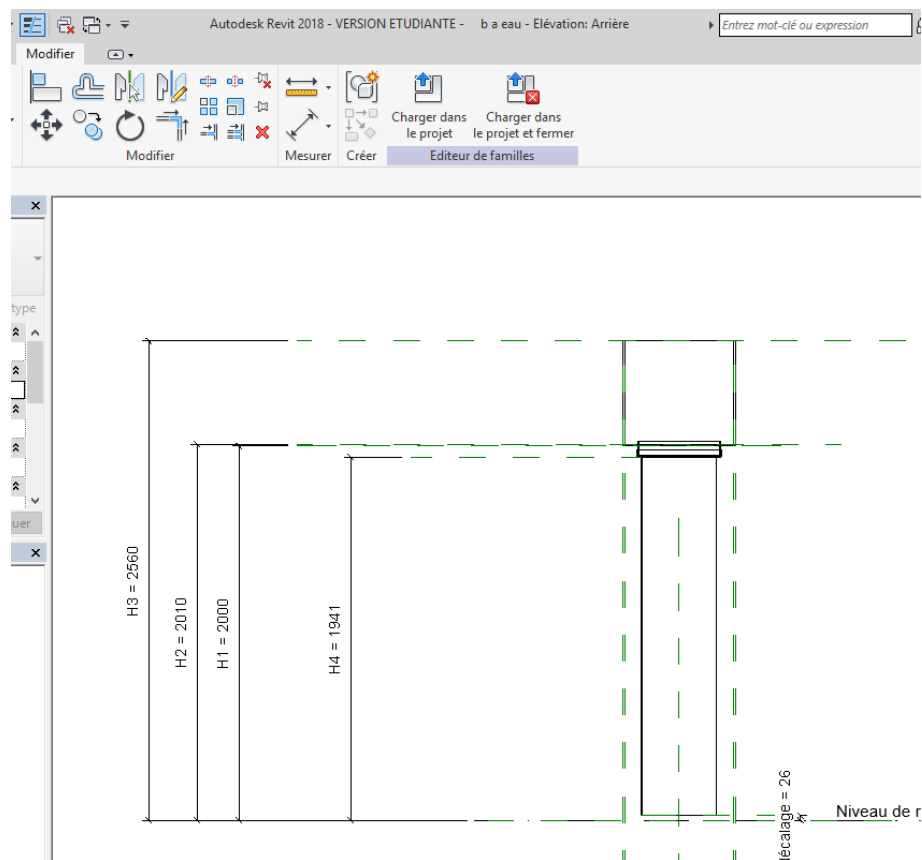 Autodesk Revit 2018 - VERSION ETUDIANTE - b a eau - Elévation: Arrière
Entrez mot-clé ou expression
Modifier
Charger dans
le projet
Charger dans
le projet et fermer
Modifier
Mesurer
Créer
Editeur de familles
type
uer
H3 = 2560
H2 = 2010
H1 = 2000
H4 = 1941
décalage = 26
Niveau de r